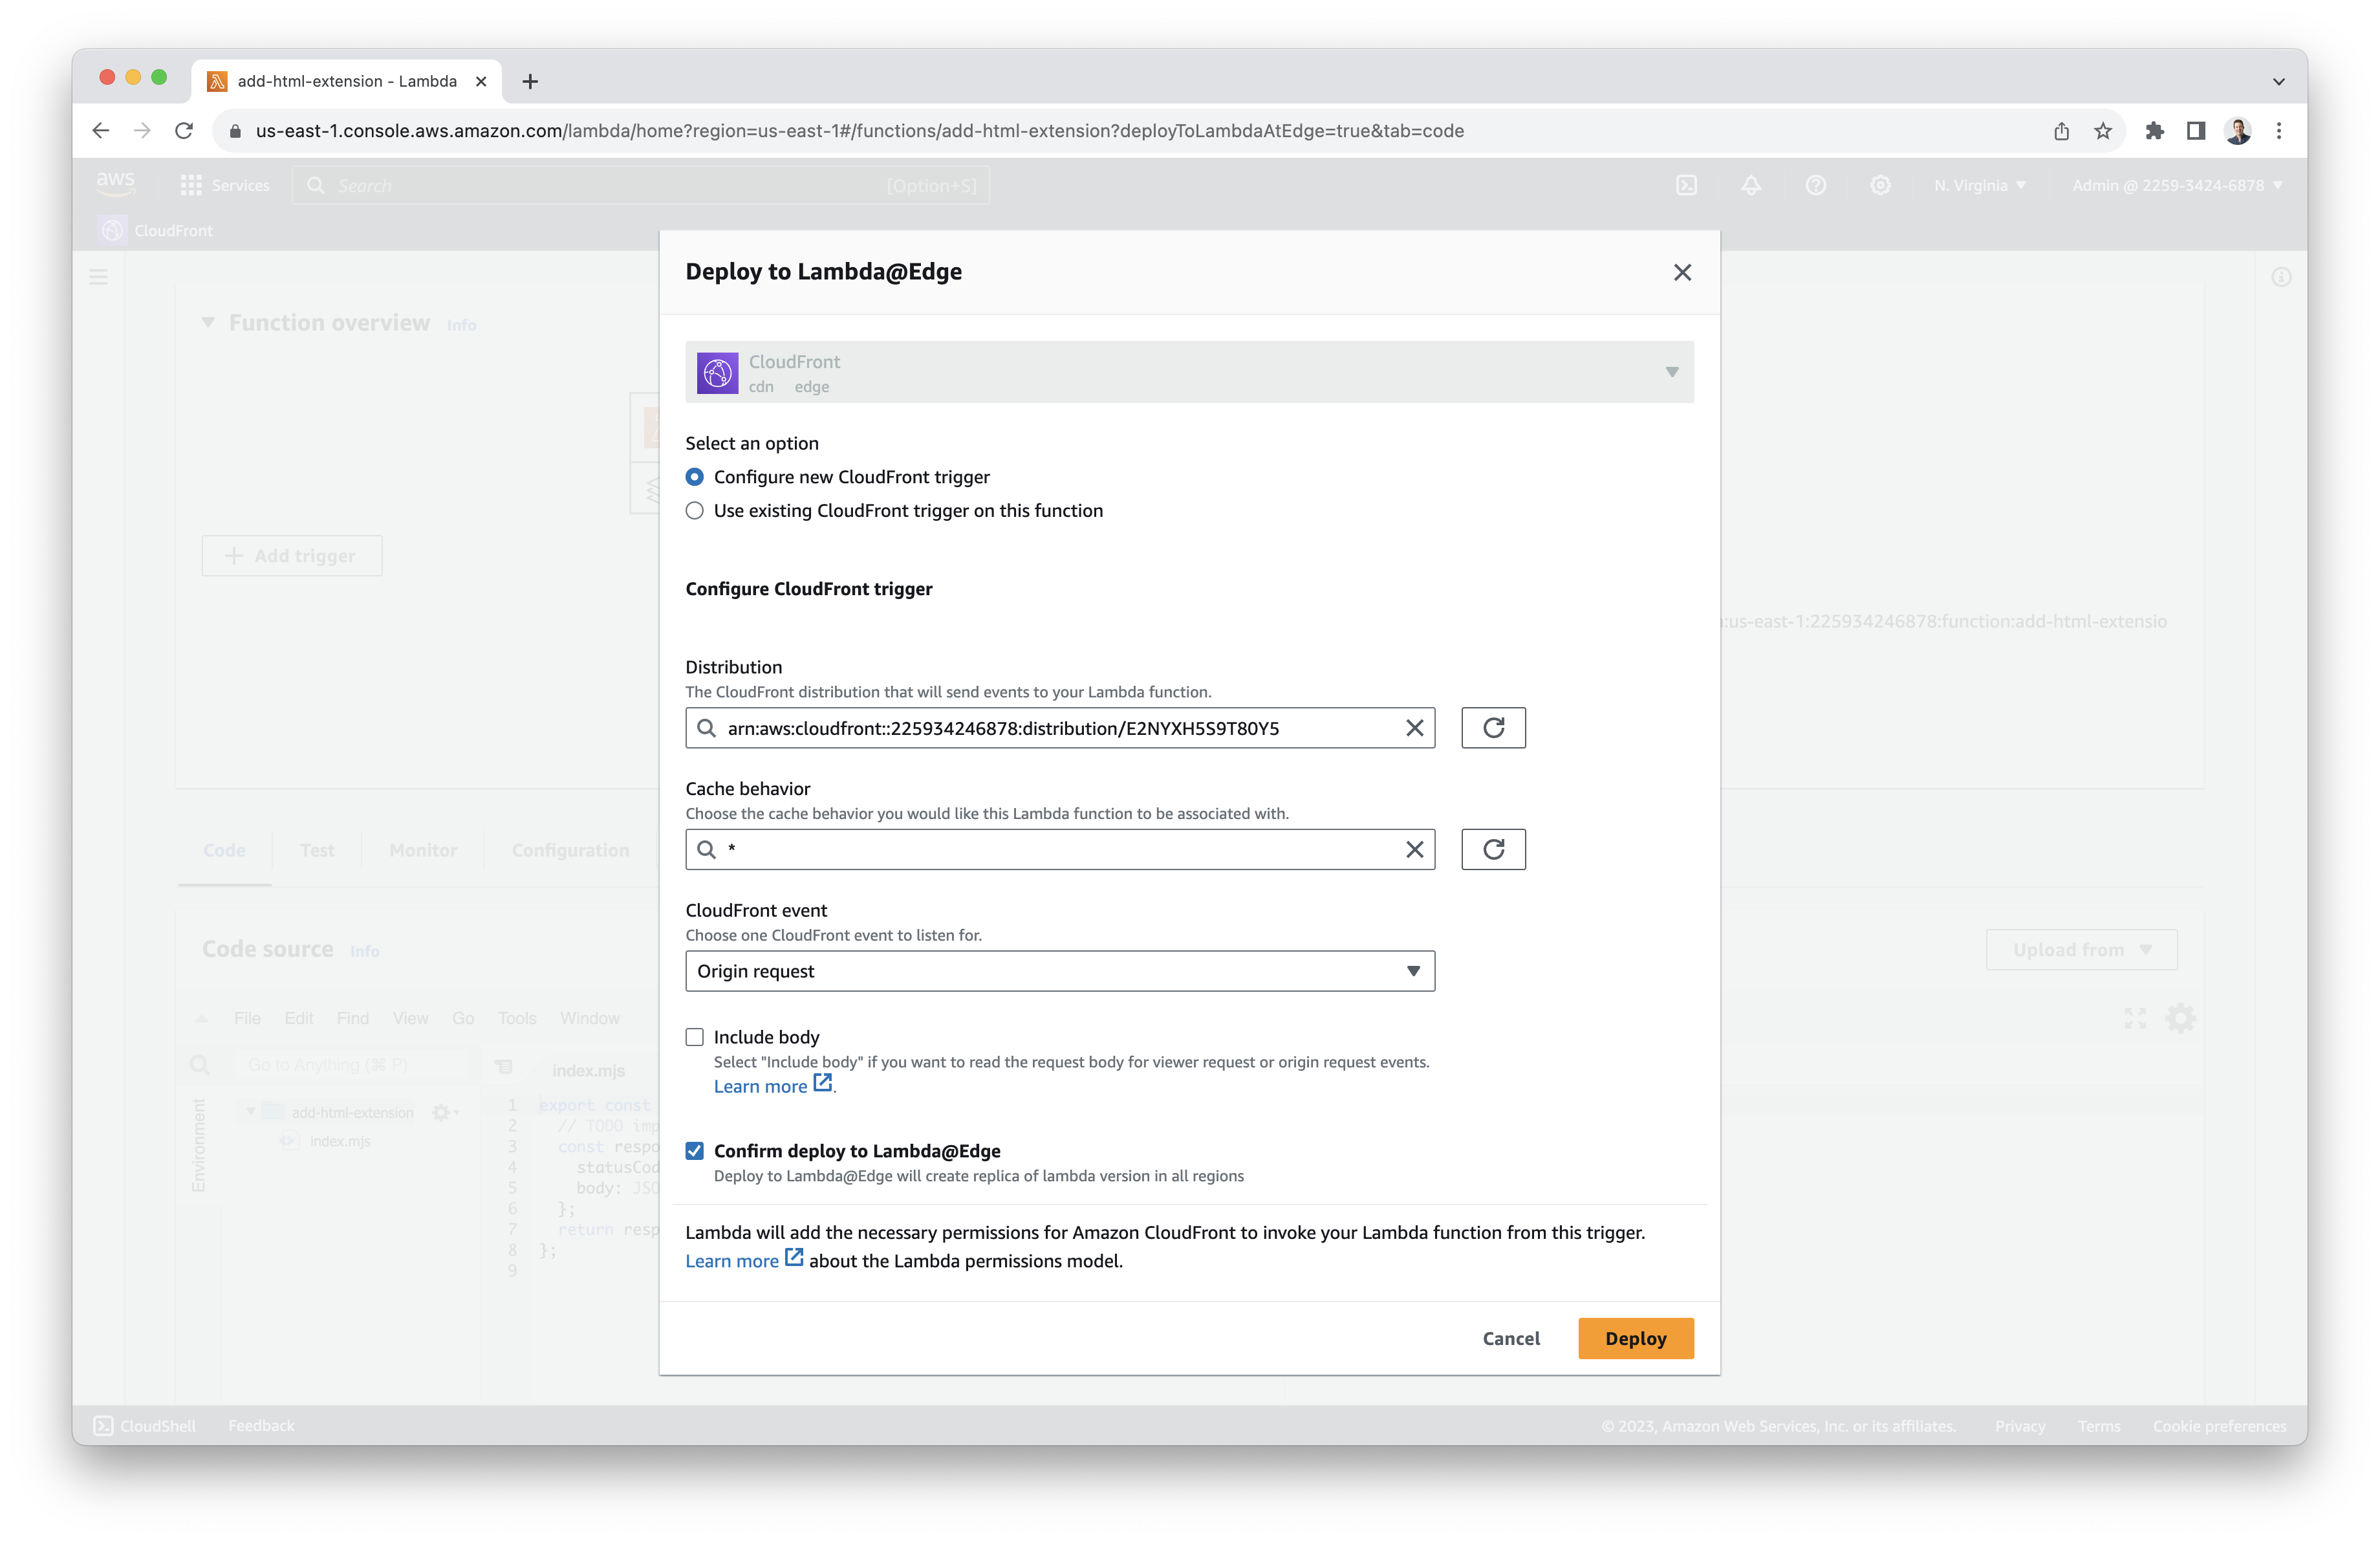 add-html-extension - Lambda
us-east-1.console.aws.amazon.com/lambda/home?region=us-east-1#/functions/add-html-extension?deployToLambdaAtEdge=true&tab=code
aws
Services
Search
[Option+S]
N. Virginia
Admin @ 2259-3424-6878
CloudFront
Function overview
Info
Add trigger
:us-east-1:225934246878:function:add-html-extensio
Code
Test
Monitor
Configuration
Code source
Info
Upload from
File
Edit
Find
View
Go
Tools
Window
Go to Anything (⌘ P)
index.mjs
Environment
add-html-extension
index.mjs
1 export const
2 // TODO imp
3 const respo
4 statusCod
5 body: JSO
6 };
7 return resp
8 };
9
Deploy to Lambda@Edge
CloudFront
cdn edge
Select an option
Configure new CloudFront trigger
Use existing CloudFront trigger on this function
Configure CloudFront trigger
Distribution
The CloudFront distribution that will send events to your Lambda function.
arn:aws:cloudfront::225934246878:distribution/E2NYXH5S9T80Y5
Cache behavior
Choose the cache behavior you would like this Lambda function to be associated with.
*
CloudFront event
Choose one CloudFront event to listen for.
Origin request
Include body
Select "Include body" if you want to read the request body for viewer request or origin request events.
Learn more .
Confirm deploy to Lambda@Edge
Deploy to Lambda@Edge will create replica of lambda version in all regions
Lambda will add the necessary permissions for Amazon CloudFront to invoke your Lambda function from this trigger.
Learn more about the Lambda permissions model.
Cancel
Deploy
CloudShell
Feedback
© 2023, Amazon Web Services, Inc. or its affiliates.
Privacy
Terms
Cookie preferences